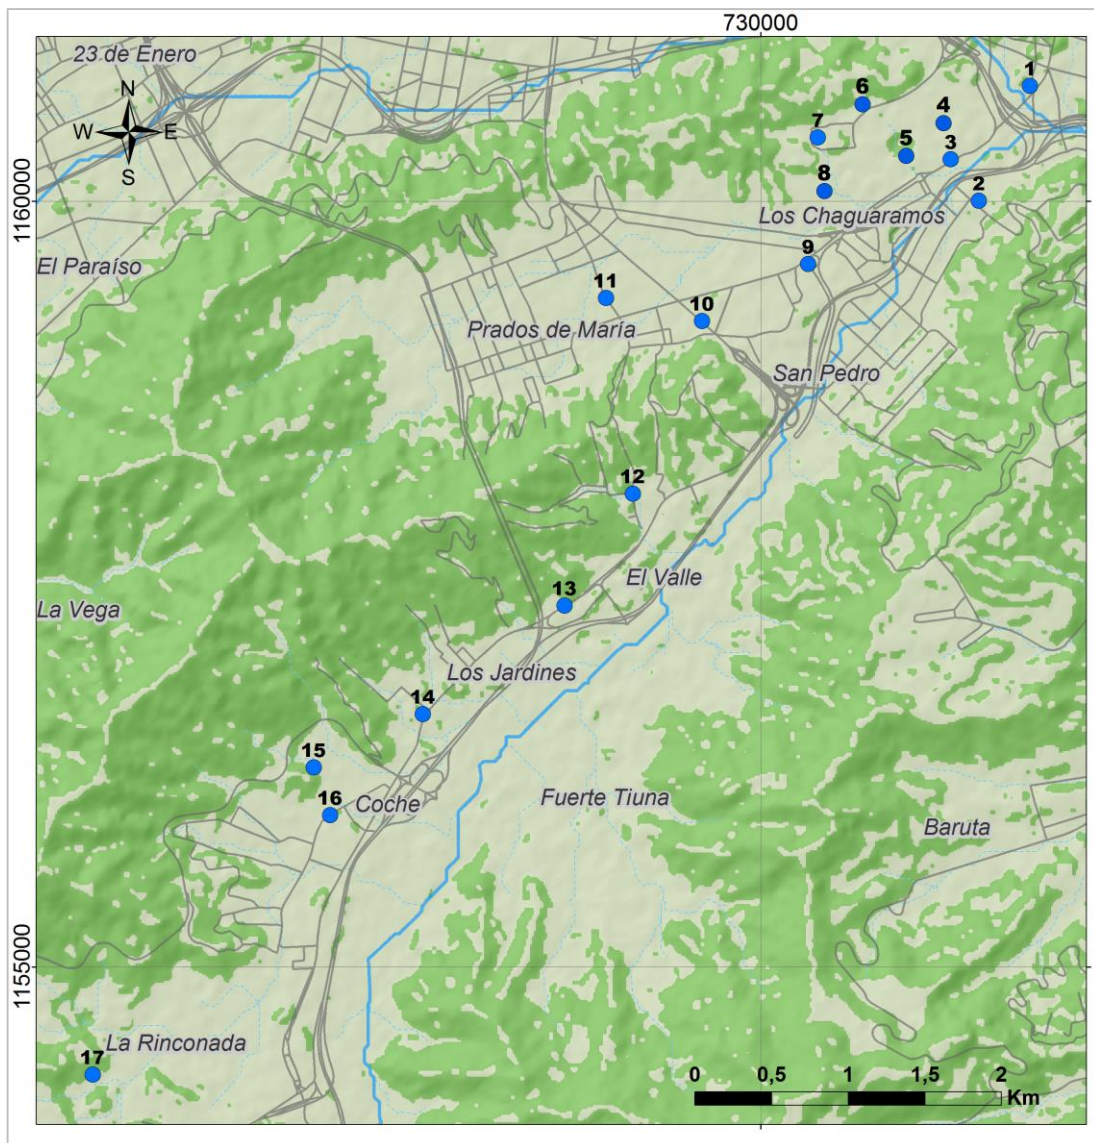 730000
23 de Enero
N
W E
S
1
6
4
7
3
5
8
2
1160000
Los Chaguaramos
El Paraíso
9
11
10
Prados de María
San Pedro
12
El Valle
13
La Vega
Los Jardines
14
15
Fuerte Tiuna
Coche
16
Baruta
1155000
La Rinconada
17
0 0,5 1 1,5 2
Km